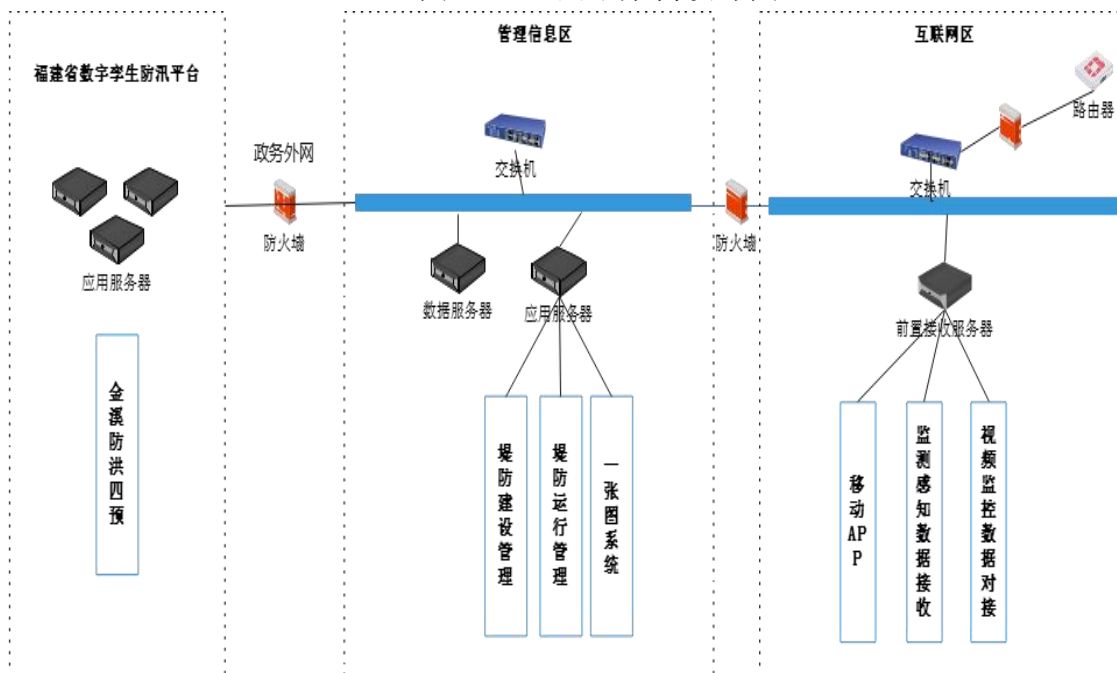 管理信息区
互联网区
福建省数字孪生防汛平台
路由器
政务外网
交换机
交换机
防火墙
防火墙
应用服务器
数据服务器
应用服务器
前置接收服务器
金溪防洪四预
堤防建设管理
堤防运行管理
一张图系统
移动APP
监测感知数据接收
视频监控数据对接